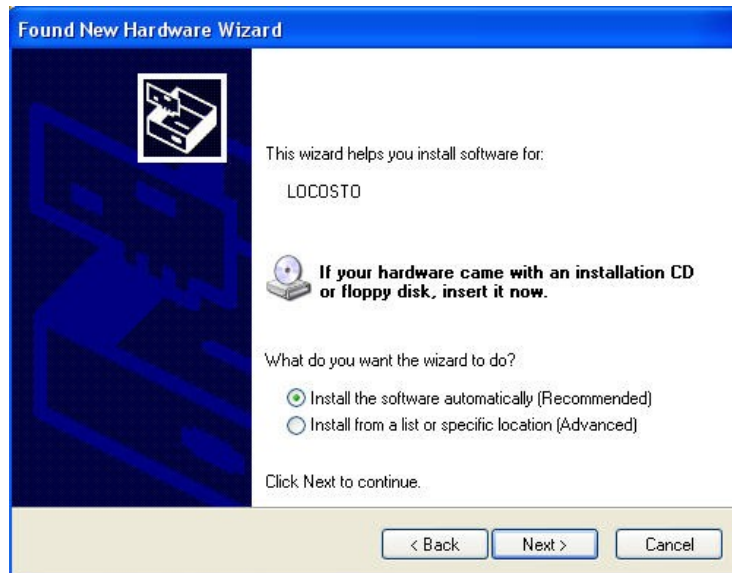 Found New Hardware Wizard
This wizard helps you install software for:
LOCOSTO
If your hardware came with an installation CD
or floppy disk, insert it now.
What do you want the wizard to do?
Install the software automatically (Recommended)
Install from a list or specific location (Advanced)
Click Next to continue.
< Back
Next >
Cancel